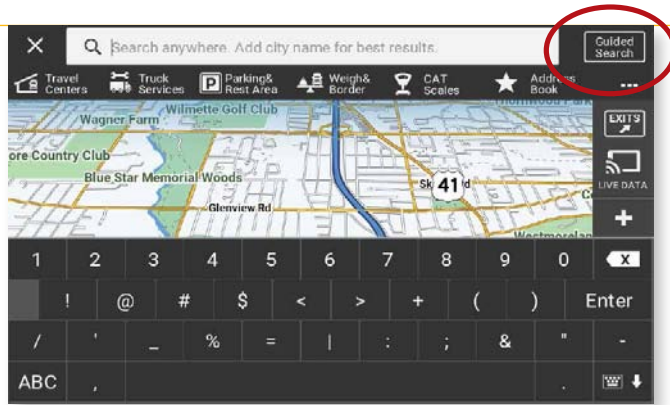 Search anywhere. Add city name for best results.
Guided
Search
Travel
Centers
Truck
Services
P
Parking&
Rest Area
Weigh&
Border
CAT
Scales
Address
Book
...
Wilmette Golf Club
Wagner Farm
EXITS
ore Country Club
Blue Star Memorial Woods
41
LIVE DATA
Glenview Rd
+
1 2 3 4 5 6 7 8 9 0 X
! @ # $ < > + ( ) Enter
/ ' _ % = | : ; & " -
ABC , .